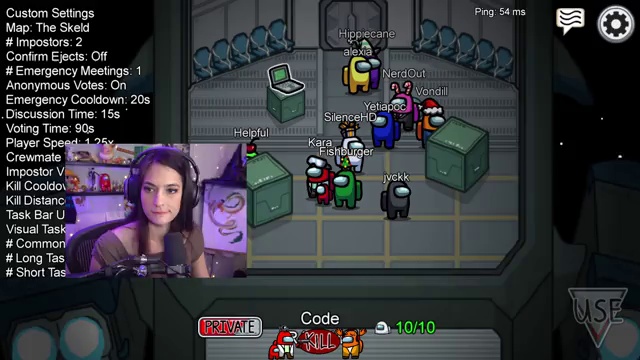 Custom Settings
Map: The Skeld
# Impostors: 2
Confirm Ejects: Off
# Emergency Meetings: 1
Anonymous Votes: On
Emergency Cooldown: 20s
Discussion Time: 15s
Voting Time: 90s
Player Speed: 1.25x
Crewmate
Impostor V
Kill Cooldow
Kill Distanc
Task Bar U
Visual Task
# Common
# Long Tas
# Short Tas
Ping: 54 ms
Hippiecane
alexia
NerdOut
Vondill
Yetiapoc
SilenceHD
Helpful
Kara
Fishburger
jvckk
USE
Code
PRIVATE
KILL
10/10